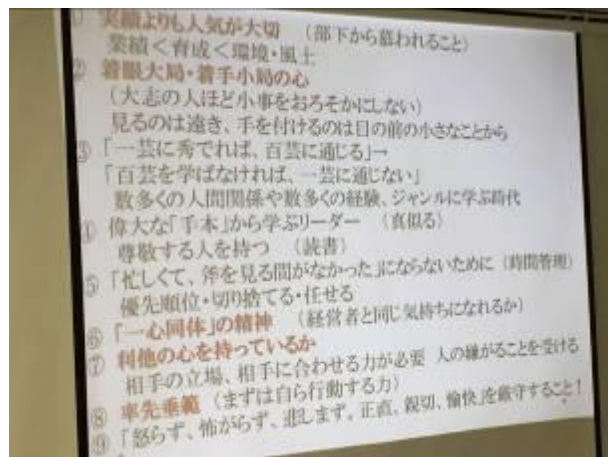 ① 実績よりも人気が大切 （部下から慕われること）
業績＜育成＜環境・風土
② 着眼大局・着手小局の心
（大志の人ほど小事をおろそかにしない）
見るのは遠き、手を付けるのは目の前の小さなことから
③ 「一芸に秀でれば、百芸に通じる」→
「百芸を学ばなければ、一芸に通じない」
数多くの人間関係や数多くの経験、ジャンルに学ぶ時代
④ 偉大な「手本」から学ぶリーダー （真似る）
尊敬する人を持つ （読書）
⑤ 「忙しくて、斧を見る間がなかった」にならないために （時間管理）
優先順位・切り捨てる・任せる
⑥ 「一心同体」の精神 （経営者と同じ気持ちになれるか）
⑦ 利他の心を持っているか
相手の立場、相手に合わせる力が必要 人の嫌がることを受ける
⑧ 率先垂範 （まずは自ら行動する力）
⑨ 「怒らず、怖がらず、悲しまず。正直、親切、愉快」を厳守すること！